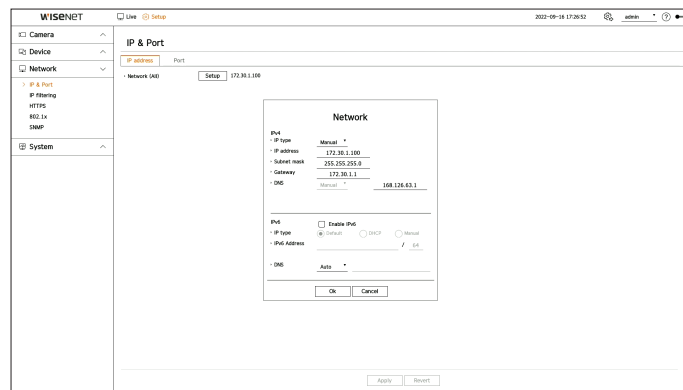 WISENET
Live Setup 2022-09-16 17:26:52 admin
Camera
Device
Network
> IP & Port
IP filtering
HTTPS
802.1x
SNMP
System
IP & Port
IP address Port
· Network (All) Setup 172.30.1.100
Network
IPv4
· IP type Manual
· IP address 172.30.1.100
· Subnet mask 255.255.255.0
· Gateway 172.30.1.1
· DNS Manual 168.126.63.1
IPv6 Enable IPv6
· IP type Default DHCP Manual
· IPv6 Address / 64
· DNS Auto
Ok Cancel
Apply Revert